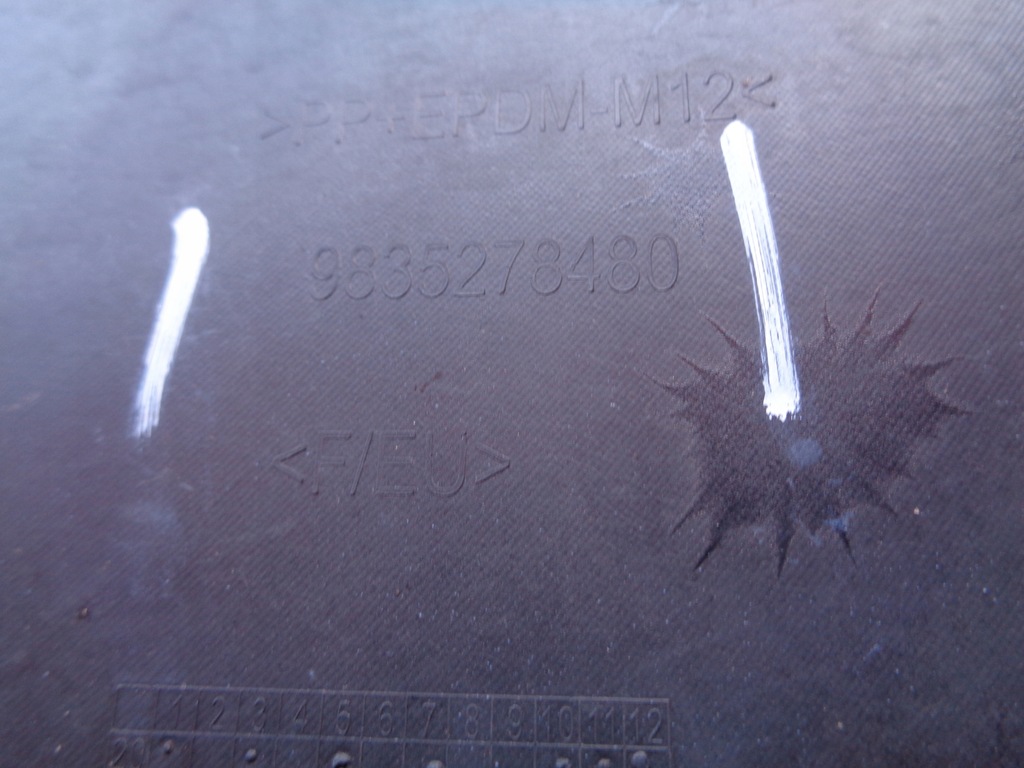 >PP+EPDM-M12<
9835278480
<F/EU>
1 2 3 4 5 6 7 8 9 10 11 12